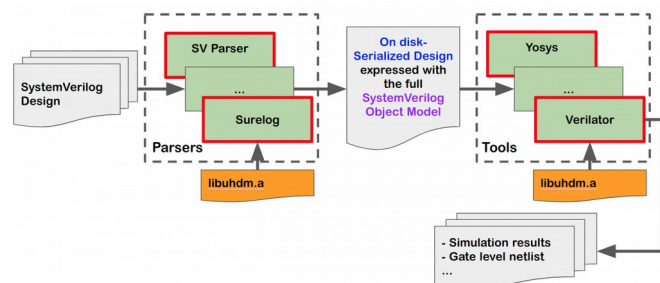 SystemVerilog
Design
SV Parser
...
Surelog
Parsers
libuhdm.a
On disk-
Serialized Design
expressed with
the full
SystemVerilog
Object Model
Yosys
...
Verilator
Tools
libuhdm.a
- Simulation results
- Gate level netlist
...